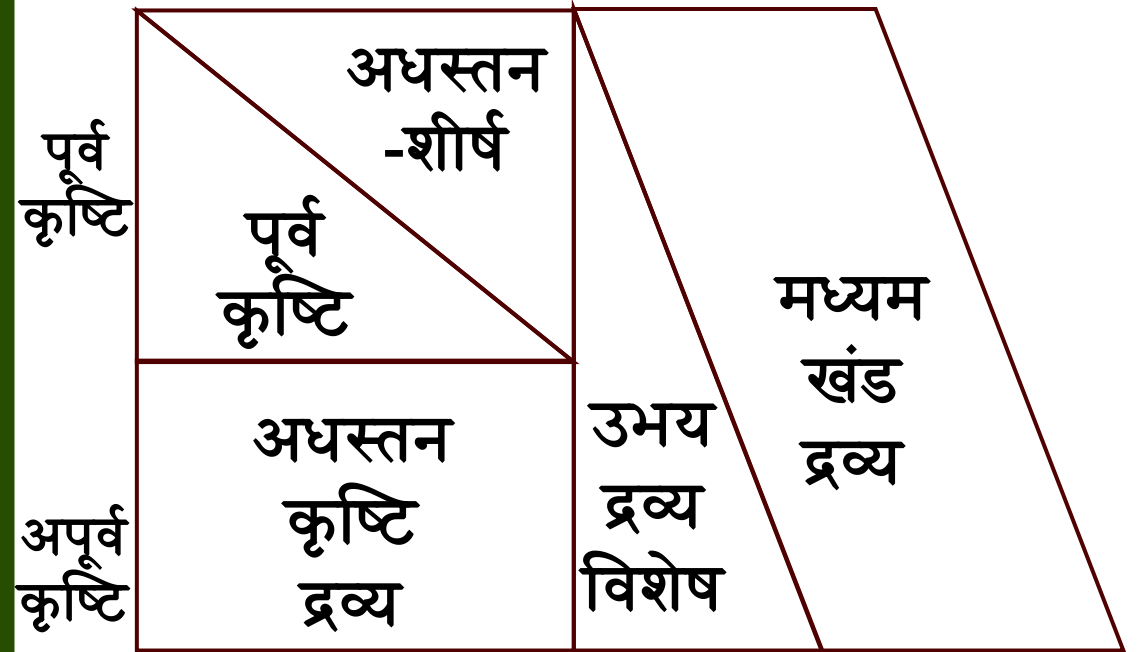 पूर्व
कृष्टि
अधस्तन
-शीर्ष
पूर्व
कृष्टि
मध्यम
खंड
द्रव्य
उभय
द्रव्य
विशेष
अपूर्व
कृष्टि
अधस्तन
कृष्टि
द्रव्य